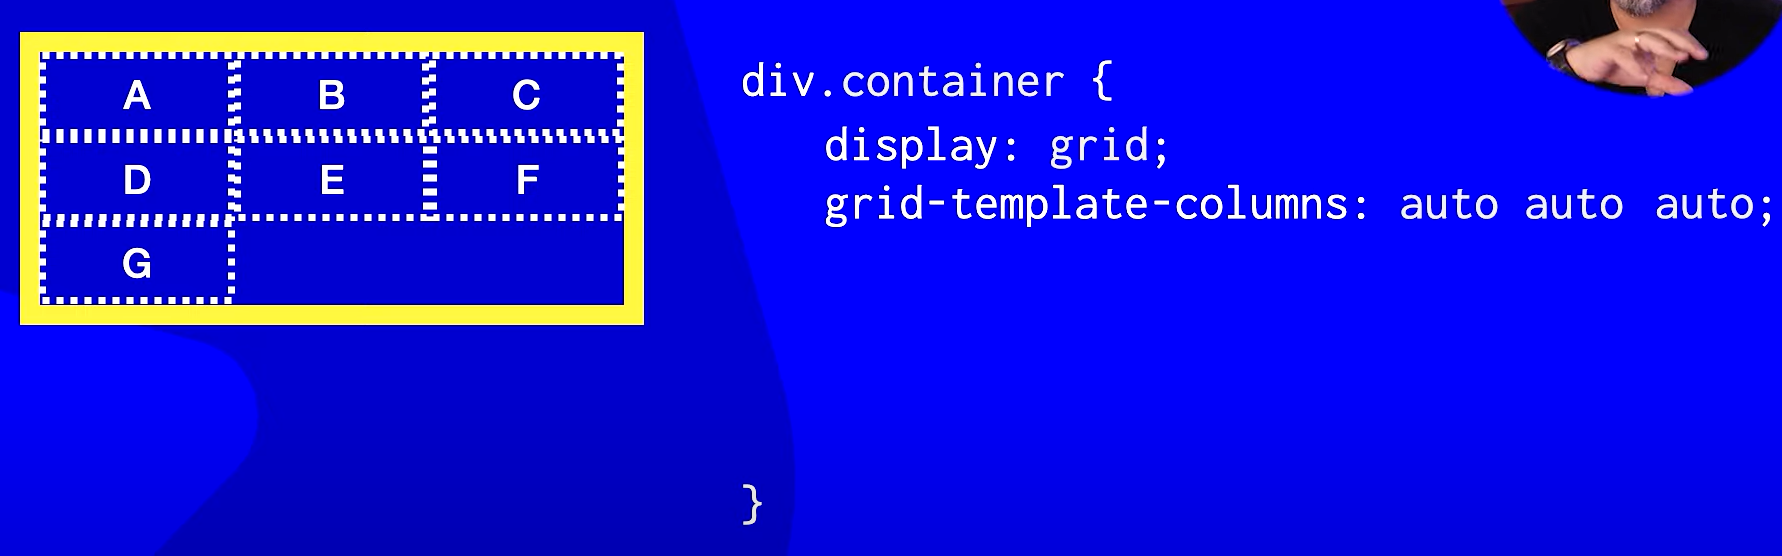 A B C
D E F
G
div.container {
display: grid;
grid-template-columns: auto auto auto;
}